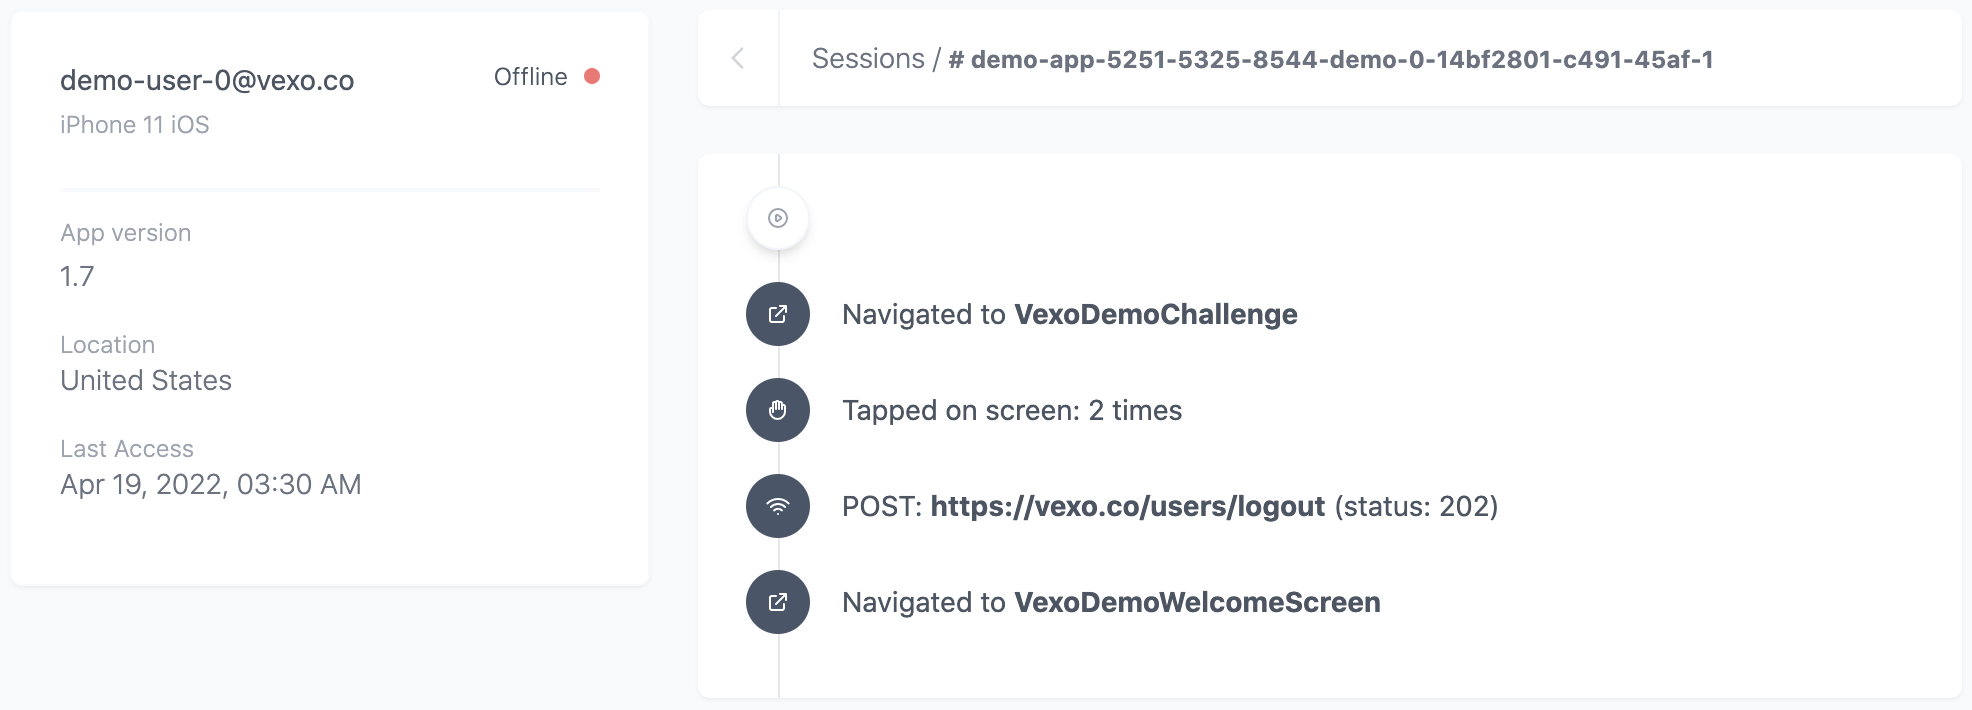 demo-user-0@vexo.co
Offline
iPhone 11 iOS
App version
1.7
Location
United States
Last Access
Apr 19, 2022, 03:30 AM
Sessions / # demo-app-5251-5325-8544-demo-0-14bf2801-c491-45af-1
Navigated to VexoDemoChallenge
Tapped on screen: 2 times
POST: https://vexo.co/users/logout (status: 202)
Navigated to VexoDemoWelcomeScreen